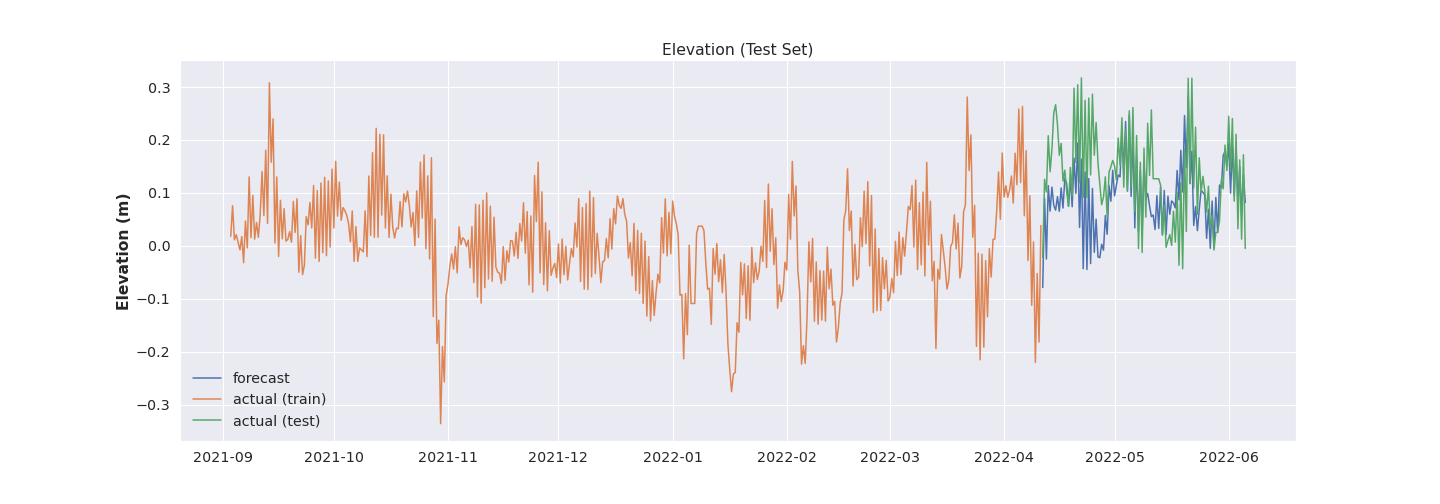 Elevation (Test Set)
Elevation (m)
0.3
0.2
0.1
0.0
−0.1
−0.2
−0.3
forecast
actual (train)
actual (test)
2021-09 2021-10 2021-11 2021-12 2022-01 2022-02 2022-03 2022-04 2022-05 2022-06